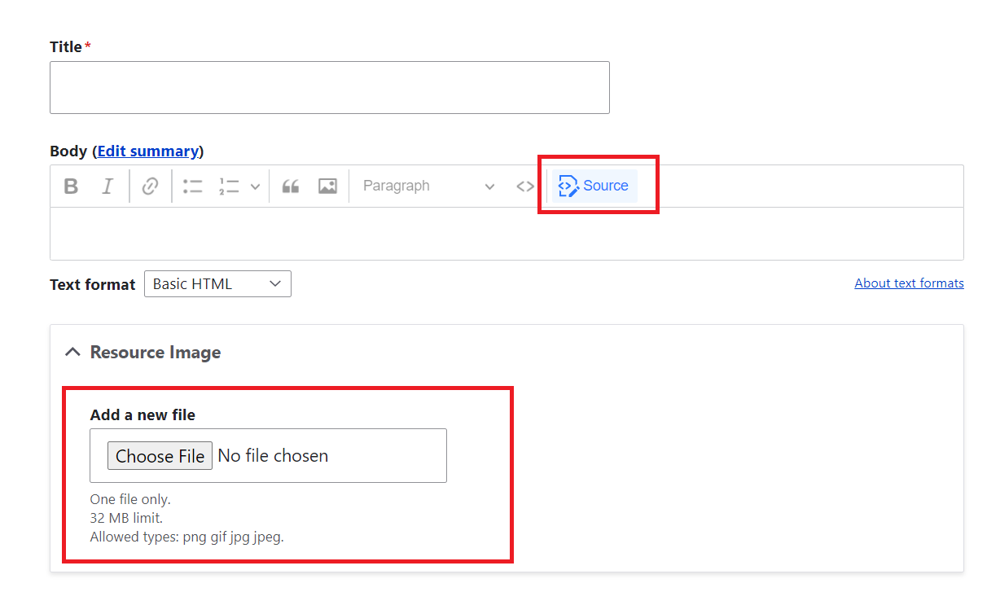 Title*
Body (Edit summary)
B I Paragraph <> Source
Text format Basic HTML About text formats
Resource Image
Add a new file
Choose File No file chosen
One file only.
32 MB limit.
Allowed types: png gif jpg jpeg.